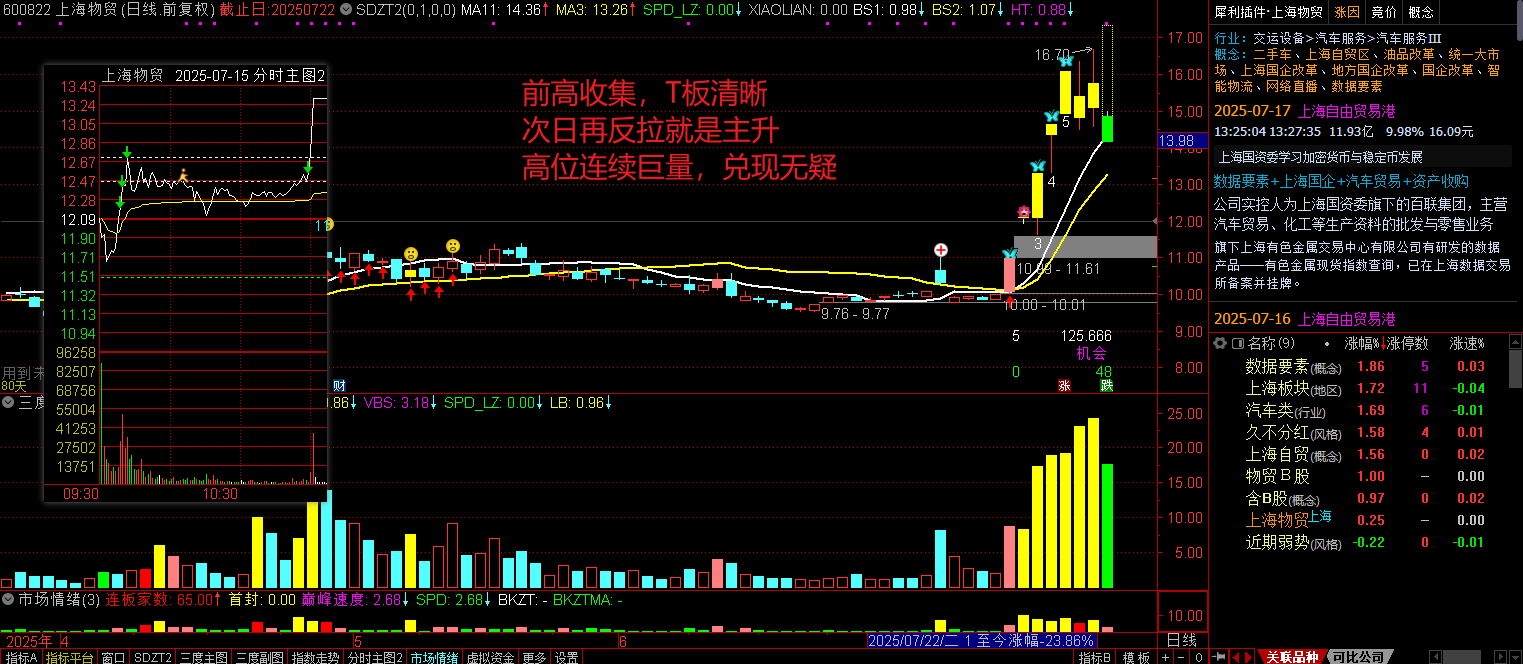 600822 上海物贸(日线.前复权) 截止日:20250722 SDZT2(0,1,0,0) MA11: 14.36↑ MA3: 13.26↑ SPD_LZ: 0.00↓ XIAOLIAN: 0.00 BS1: 0.98↓ BS2: 1.07↓ HT: 0.98↓
上海物贸 2025-07-15 分时主图2
13.43
13.24
13.05
12.86
12.67
12.47
12.28
12.09
11.90
11.71
11.51
11.32
11.13
10.94
96258
82507
68756
55004
41253
27502
13751
09:30 10:30
前高收集，T板清晰
次日再反拉就是主升
高位连续巨量，兑现无疑
16.70
5
4
3
11.61
10.00 - 10.01
9.76 - 9.77
5 125.666
机会
0 48
财 涨 跌
17.00
16.00
15.00
13.98
13.00
12.00
11.00
10.00
9.00
8.00
用到未
80天
三度
.86↓ VBS: 3.18↓ SPD_LZ: 0.00↓ LB: 0.96↓
25.00
20.00
15.00
10.00
5.00
市场情绪(3) 连板家数: 65.00↑ 首封: 0.00 巅峰速度: 2.68↓ SPD: 2.68↓ BKZT: - BKZTMA: -
10.00
2025年 4 5 6 2025/07/22/二 1 至今涨幅-23.86% 日线
指标A 指标平台 窗口 SDZT2 三度主图 三度副图 指数走势 分时主图2 市场情绪 虚拟资金 更多 设置 指标B 模板 + - 0
犀利插件·上海物贸 涨因 竞价 概念
行业: 交运设备>汽车服务>汽车服务Ⅲ
概念: 二手车、上海自贸区、油品改革、统一大市
场、上海国企改革、地方国企改革、国企改革、智
能物流、网络直播、数据要素
2025-07-17 上海自由贸易港
13:25:04 13:27:35 11.93亿 9.98% 16.09元
上海国资委学习加密货币与稳定币发展
数据要素+上海国企+汽车贸易+资产收购
公司实控人为上海国资委旗下的百联集团，主营
汽车贸易、化工等生产资料的批发与零售业务
旗下上海有色金属交易中心有限公司有研发的数据
产品——有色金属现货指数查询，已在上海数据交易
所备案并挂牌。
2025-07-16 上海自由贸易港
名称(9) 涨幅%↓ 涨停数 涨速%
数据要素(概念) 1.86 5 0.03
上海板块(地区) 1.72 11 -0.04
汽车类(行业) 1.69 6 -0.01
久不分红(风格) 1.58 4 0.01
上海自贸(概念) 1.56 0 0.02
物贸Ｂ股 1.00 － 0.00
含B股(概念) 0.97 0 0.02
上海物贸上海 0.25 － 0.00
近期弱势(风格) -0.22 0 -0.01
关联品种 可比公司